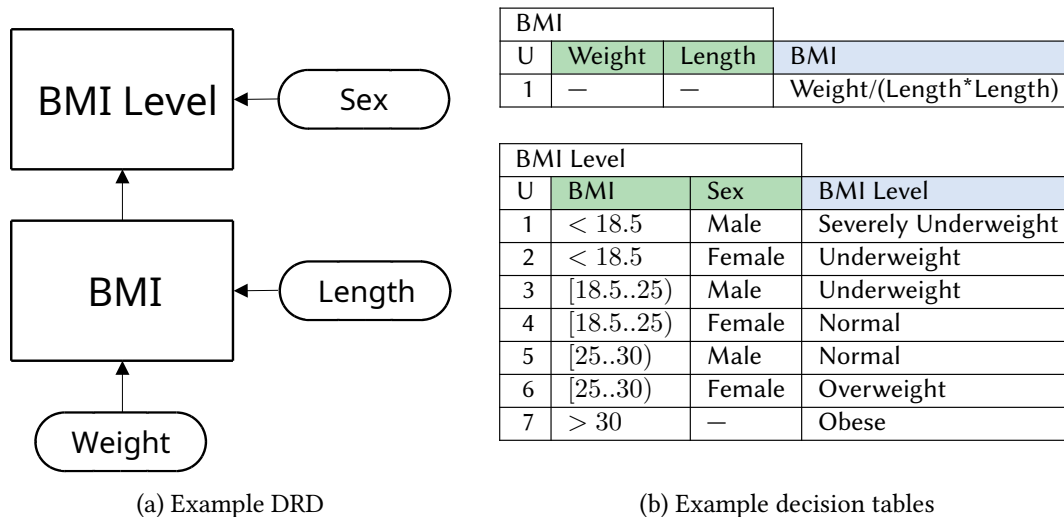 BMI Level
Sex
BMI
Length
Weight
(a) Example DRD
BMI
U Weight Length BMI
1 — — Weight/(Length*Length)
BMI Level
U BMI Sex BMI Level
1 < 18.5 Male Severely Underweight
2 < 18.5 Female Underweight
3 [18.5..25) Male Underweight
4 [18.5..25) Female Normal
5 [25..30) Male Normal
6 [25..30) Female Overweight
7 > 30 — Obese
(b) Example decision tables